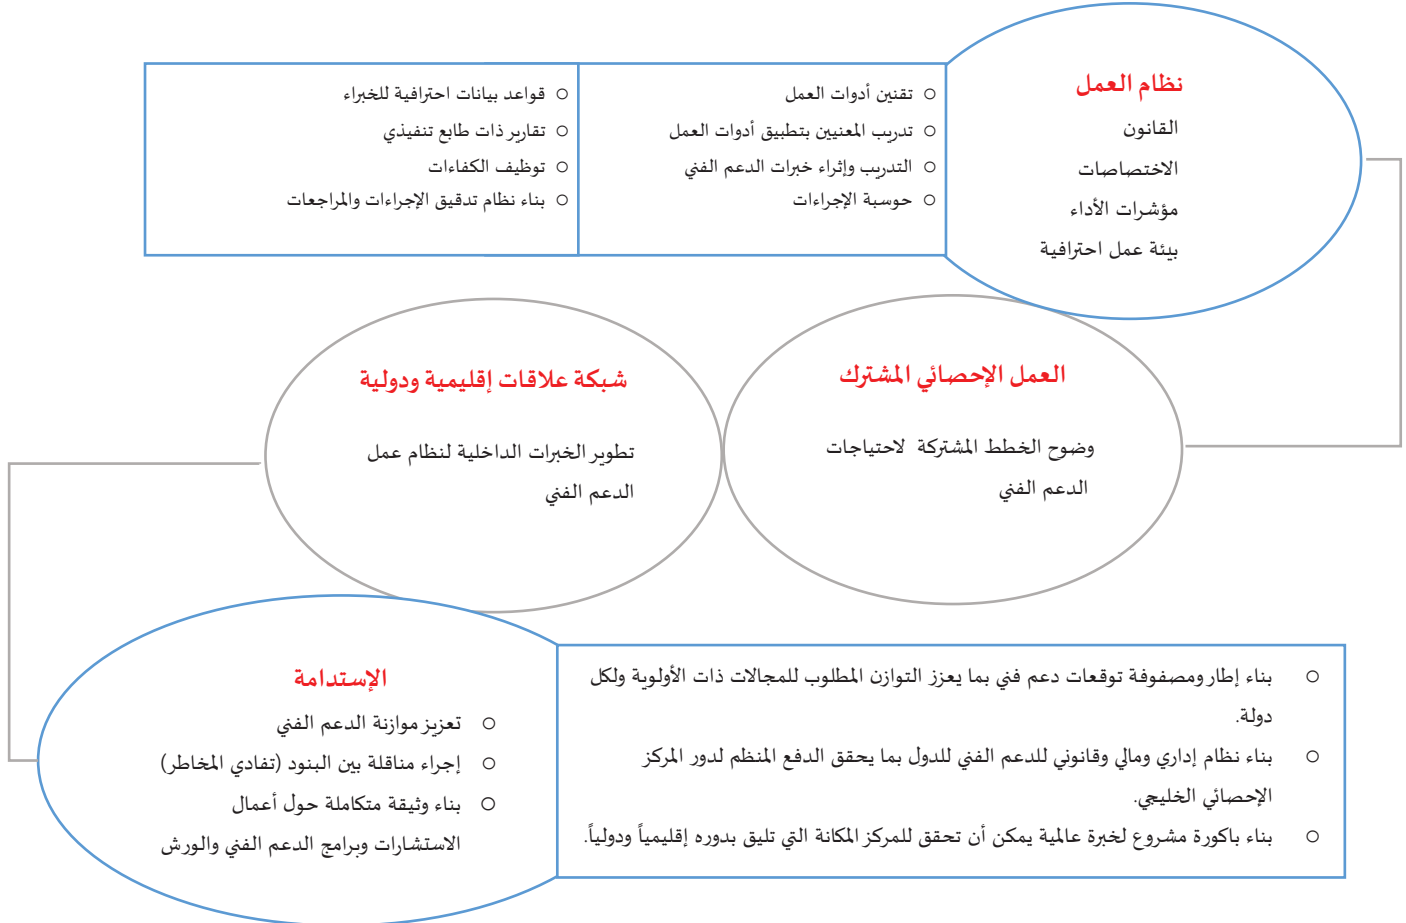 نظام العمل
القانون
الاختصاصات
مؤشرات الأداء
بيئة عمل احترافية
○ تقنين أدوات العمل
○ تدريب المعنيين بتطبيق أدوات العمل
○ التدريب وإثراء خبرات الدعم الفني
○ حوسبة الإجراءات
○ قواعد بيانات احترافية للخبراء
○ تقارير ذات طابع تنفيذي
○ توظيف الكفاءات
○ بناء نظام تدقيق الإجراءات والمراجعات
العمل الإحصائي المشترك
وضوح الخطط المشتركة لاحتياجات
الدعم الفني
شبكة علاقات إقليمية ودولية
تطوير الخبرات الداخلية لنظام عمل
الدعم الفني
الإستدامة
○ تعزيز موازنة الدعم الفني
○ إجراء مناقلة بين البنود (تفادي المخاطر)
○ بناء وثيقة متكاملة حول أعمال
الاستشارات وبرامج الدعم الفني والورش
○ بناء إطار ومصفوفة توقعات دعم فني بما يعزز التوازن المطلوب للمجالات ذات الأولوية ولكل
دولة.
○ بناء نظام إداري ومالي وقانوني للدعم الفني للدول بما يحقق الدفع المنظم لدور المركز
الإحصائي الخليجي.
○ بناء باكورة مشروع لخبرة عالمية يمكن أن تحقق للمركز المكانة التي تليق بدوره إقليمياً ودولياً.